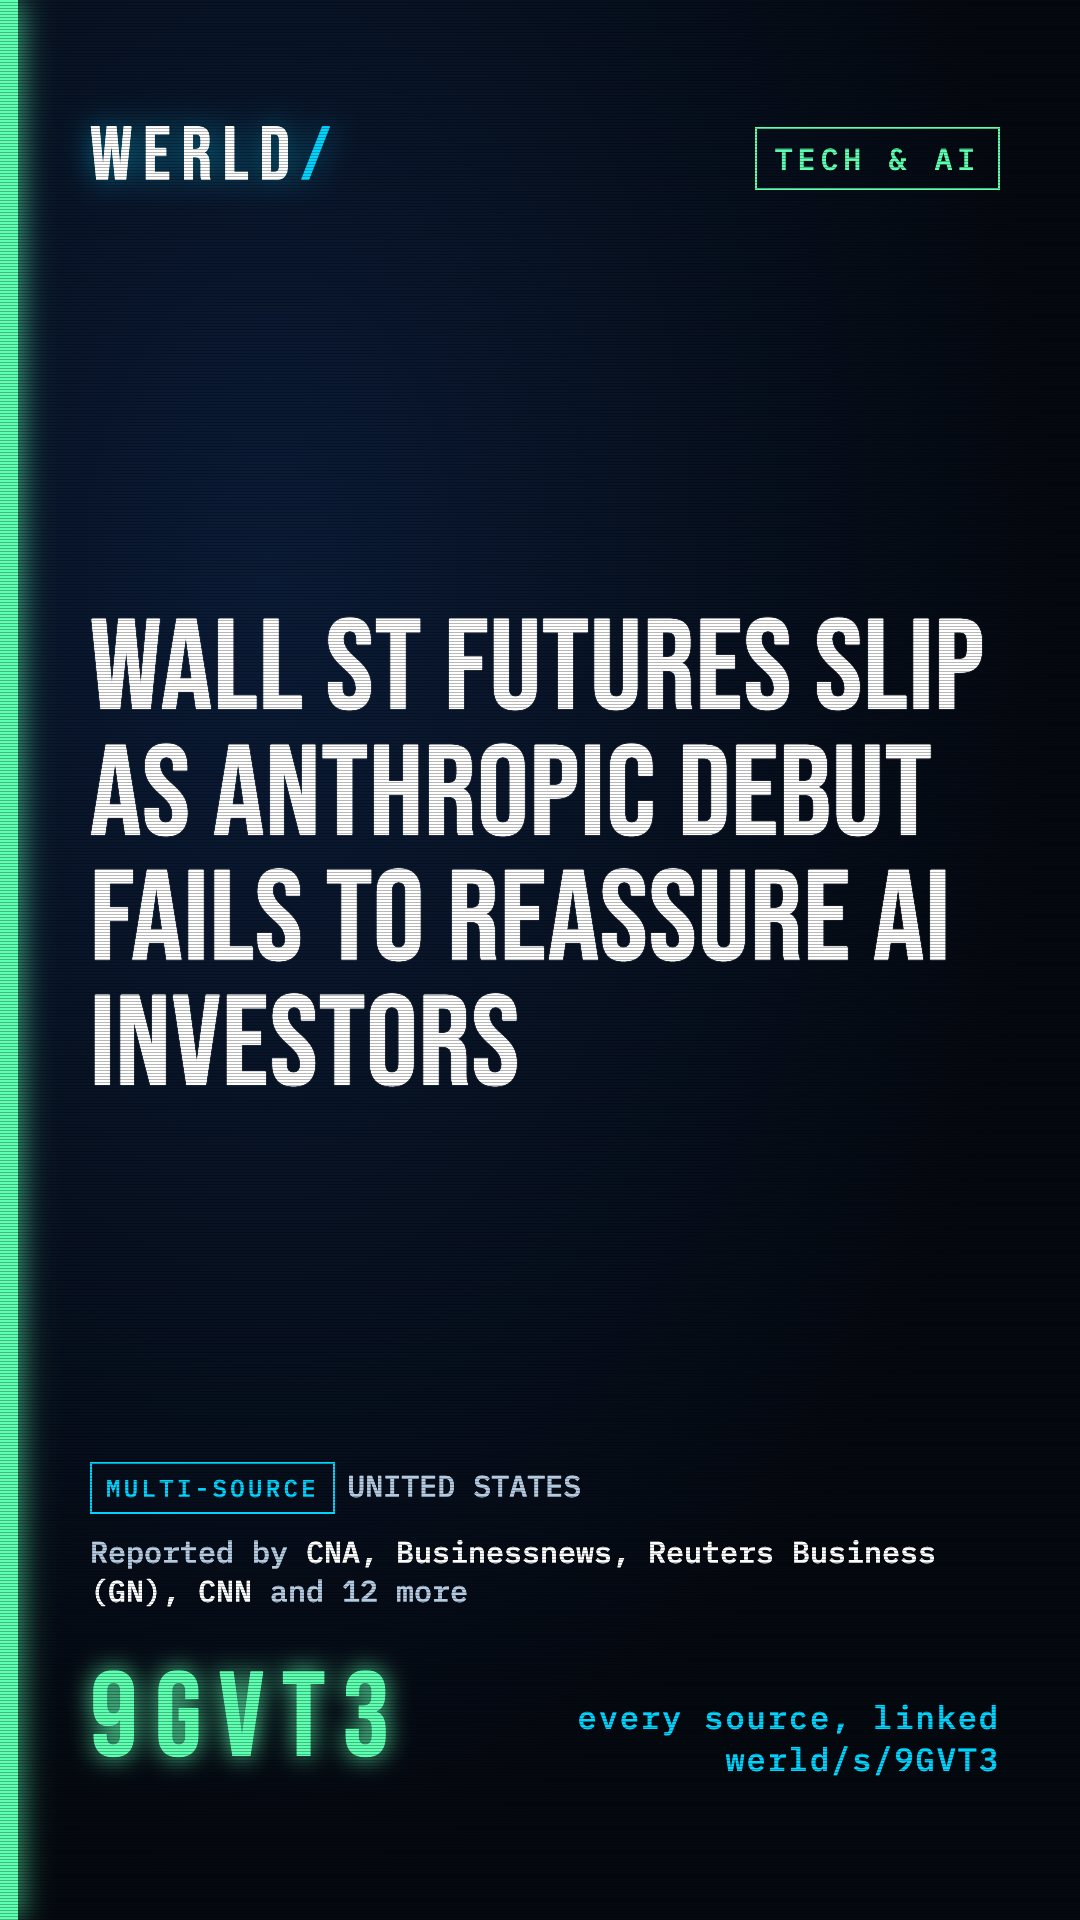 WERLD/
TECH & AI
WALL ST FUTURES SLIP
AS ANTHROPIC DEBUT
FAILS TO REASSURE AI
INVESTORS
MULTI-SOURCE UNITED STATES
Reported by CNA, Businessnews, Reuters Business
(GN), CNN and 12 more
9GVT3
every source, linked
werld/s/9GVT3